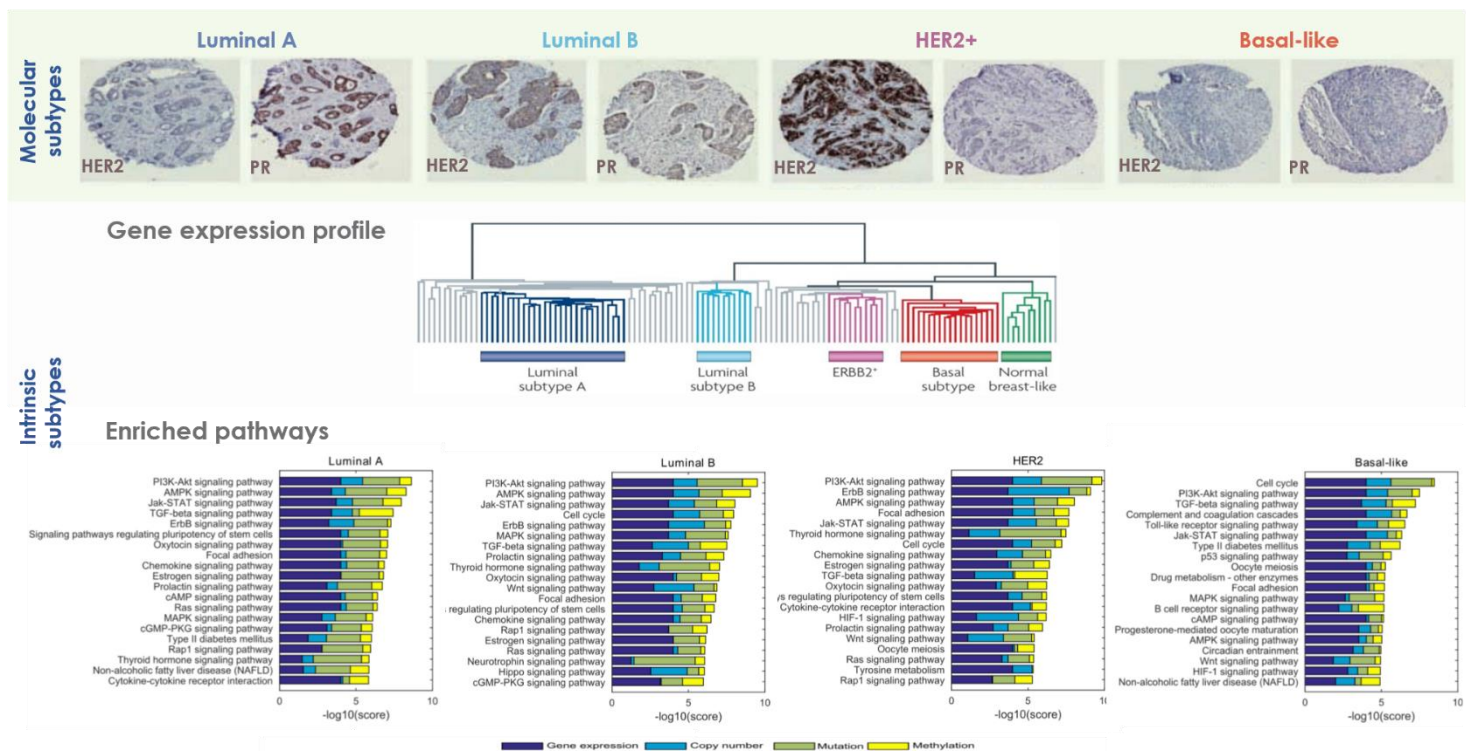 Luminal A
Luminal B
HER2+
Basal-like
Molecular
subtypes
HER2
PR
HER2
PR
HER2
PR
HER2
PR
Gene expression profile
Luminal
subtype A
Luminal
subtype B
ERBB2+
Basal
subtype
Normal
breast-like
Intrinsic
subtypes
Enriched pathways
Luminal A
PI3K-Akt signaling pathway
AMPK signaling pathway
Jak-STAT signaling pathway
TGF-beta signaling pathway
ErbB signaling pathway
Signaling pathways regulating pluripotency of stem cells
Oxytocin signaling pathway
Focal adhesion
Chemokine signaling pathway
Estrogen signaling pathway
Prolactin signaling pathway
cAMP signaling pathway
Ras signaling pathway
MAPK signaling pathway
cGMP-PKG signaling pathway
Type II diabetes mellitus
Rap1 signaling pathway
Thyroid hormone signaling pathway
Non-alcoholic fatty liver disease (NAFLD)
Cytokine-cytokine receptor interaction
0 5 10
-log10(score)
Luminal B
PI3K-Akt signaling pathway
AMPK signaling pathway
Jak-STAT signaling pathway
Cell cycle
ErbB signaling pathway
MAPK signaling pathway
TGF-beta signaling pathway
Prolactin signaling pathway
Thyroid hormone signaling pathway
Oxytocin signaling pathway
Wnt signaling pathway
Focal adhesion
regulating pluripotency of stem cells
Chemokine signaling pathway
Rap1 signaling pathway
Estrogen signaling pathway
Ras signaling pathway
Neurotrophin signaling pathway
Hippo signaling pathway
cGMP-PKG signaling pathway
0 5 10
-log10(score)
HER2
PI3K-Akt signaling pathway
ErbB signaling pathway
AMPK signaling pathway
Focal adhesion
Jak-STAT signaling pathway
Thyroid hormone signaling pathway
Cell cycle
Chemokine signaling pathway
Estrogen signaling pathway
TGF-beta signaling pathway
Oxytocin signaling pathway
ys regulating pluripotency of stem cells
Cytokine-cytokine receptor interaction
HIF-1 signaling pathway
Prolactin signaling pathway
Wnt signaling pathway
Oocyte meiosis
Ras signaling pathway
Tyrosine metabolism
Rap1 signaling pathway
0 5 10
-log10(score)
Basal-like
Cell cycle
PI3K-Akt signaling pathway
TGF-beta signaling pathway
Complement and coagulation cascades
Toll-like receptor signaling pathway
Jak-STAT signaling pathway
Type II diabetes mellitus
p53 signaling pathway
Oocyte meiosis
Drug metabolism - other enzymes
Focal adhesion
MAPK signaling pathway
B cell receptor signaling pathway
cAMP signaling pathway
Progesterone-mediated oocyte maturation
AMPK signaling pathway
Circadian entrainment
Wnt signaling pathway
HIF-1 signaling pathway
Non-alcoholic fatty liver disease (NAFLD)
0 5 10
-log10(score)
Gene expression Copy number Mutation Methylation